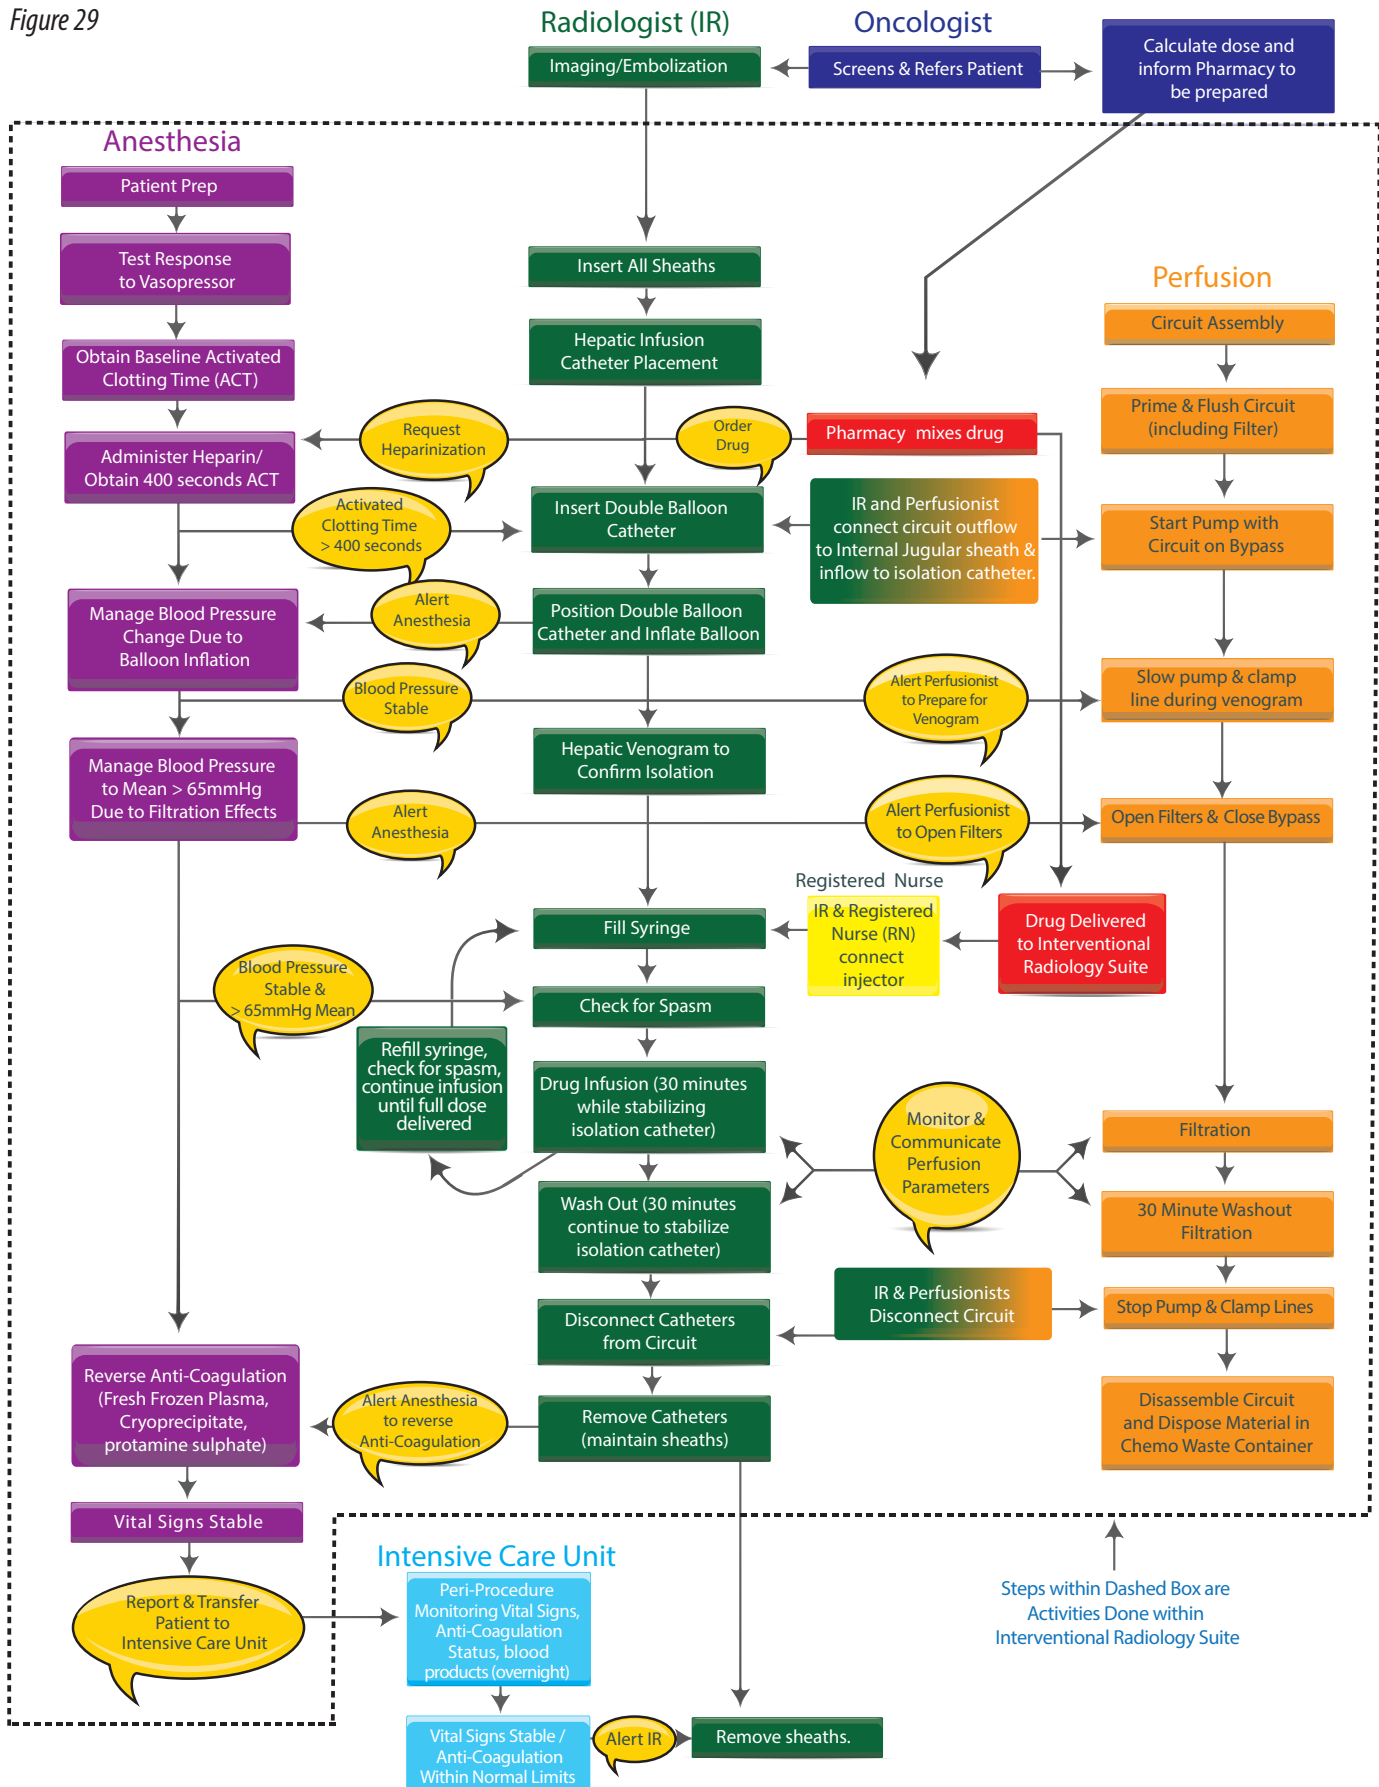 Figure 29
Radiologist (IR)
Oncologist
Imaging/Embolization
Screens & Refers Patient
Calculate dose and
inform Pharmacy to
be prepared
Anesthesia
Patient Prep
Test Response
to Vasopressor
Obtain Baseline Activated
Clotting Time (ACT)
Administer Heparin/
Obtain 400 seconds ACT
Manage Blood Pressure
Change Due to
Balloon Inflation
Manage Blood Pressure
to Mean > 65mmHg
Due to Filtration Effects
Reverse Anti-Coagulation
(Fresh Frozen Plasma,
Cryoprecipitate,
protamine sulphate)
Vital Signs Stable
Report & Transfer
Patient to
Intensive Care Unit
Request
Heparinization
Activated
Clotting Time
> 400 seconds
Alert
Anesthesia
Blood Pressure
Stable
Alert
Anesthesia
Blood Pressure
Stable &
> 65mmHg Mean
Refill syringe,
check for spasm,
continue infusion
until full dose
delivered
Alert Anesthesia
to reverse
Anti-Coagulation
Insert All Sheaths
Hepatic Infusion
Catheter Placement
Insert Double Balloon
Catheter
Position Double Balloon
Catheter and Inflate Balloon
Hepatic Venogram to
Confirm Isolation
Fill Syringe
Check for Spasm
Drug Infusion (30 minutes
while stabilizing
isolation catheter)
Wash Out (30 minutes
continue to stabilize
isolation catheter)
Disconnect Catheters
from Circuit
Remove Catheters
(maintain sheaths)
Order
Drug
Pharmacy mixes drug
IR and Perfusionist
connect circuit outflow
to Internal Jugular sheath &
inflow to isolation catheter.
Alert Perfusionist
to Prepare for
Venogram
Alert Perfusionist
to Open Filters
Registered Nurse
IR & Registered
Nurse (RN)
connect
injector
Drug Delivered
to Interventional
Radiology Suite
Monitor &
Communicate
Perfusion
Parameters
IR & Perfusionists
Disconnect Circuit
Perfusion
Circuit Assembly
Prime & Flush Circuit
(including Filter)
Start Pump with
Circuit on Bypass
Slow pump & clamp
line during venogram
Open Filters & Close Bypass
Filtration
30 Minute Washout
Filtration
Stop Pump & Clamp Lines
Disassemble Circuit
and Dispose Material in
Chemo Waste Container
Intensive Care Unit
Peri-Procedure
Monitoring Vital Signs,
Anti-Coagulation
Status, blood
products (overnight)
Vital Signs Stable /
Anti-Coagulation
Within Normal Limits
Alert IR
Remove sheaths.
Steps within Dashed Box are
Activities Done within
Interventional Radiology Suite